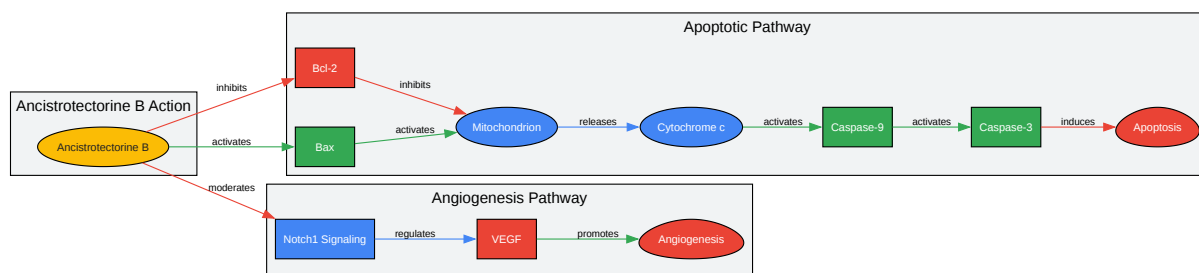 Apoptotic Pathway
Bcl-2
inhibits
inhibits
Ancistrotectorine B Action
Ancistrotectorine B
activates
Bax
activates
Mitochondrion
releases
Cytochrome c
activates
Caspase-9
activates
Caspase-3
induces
Apoptosis
moderates
Angiogenesis Pathway
Notch1 Signaling
regulates
VEGF
promotes
Angiogenesis